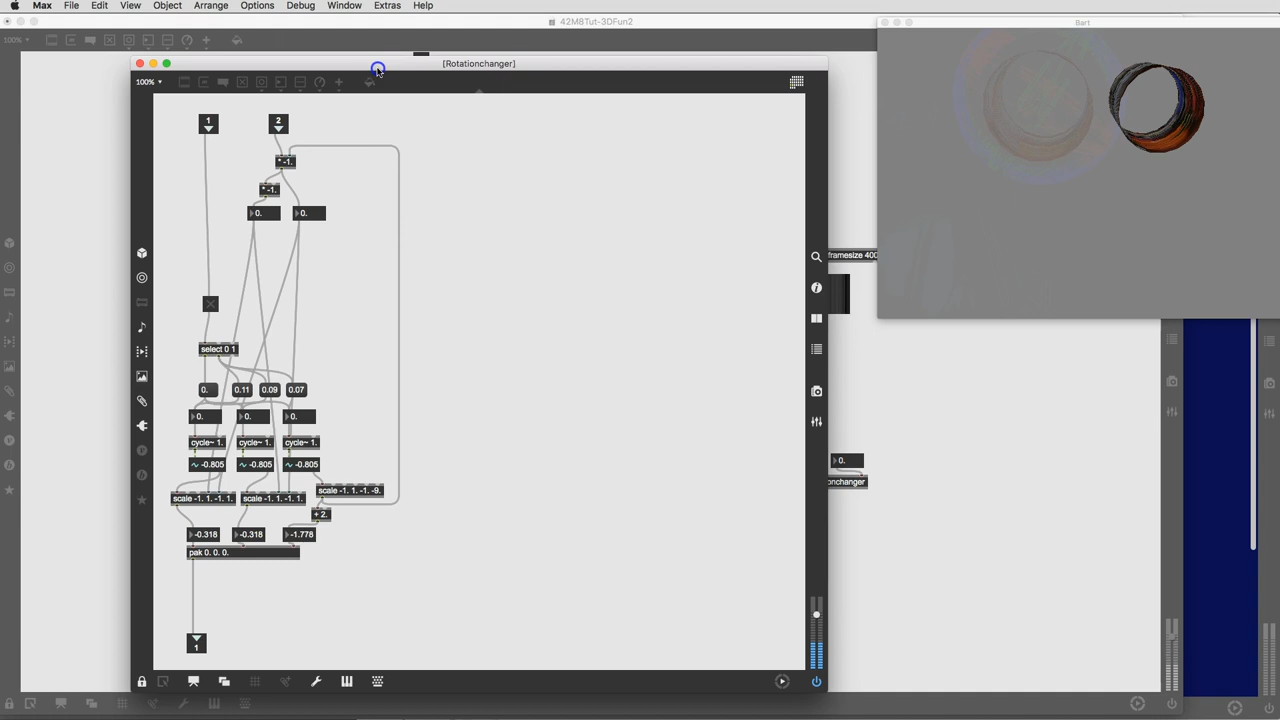 Max File Edit View Object Arrange Options Debug Window Extras Help
42M8Tut-3DFun2
Bart
100%
[Rotationchanger]
100%
1 2
* -1.
* -1.
0. 0.
framesize 400
select 0 1
0. 0.11 0.09 0.07
0. 0. 0.
cycle~ 1. cycle~ 1. cycle~ 1.
-0.805 -0.805 -0.805
0.
onchanger
scale -1. 1. -1. -9.
scale -1. 1. -1. 1. scale -1. 1. -1. 1.
+ 2.
-0.318 -0.318 -1.778
pak 0. 0. 0.
1